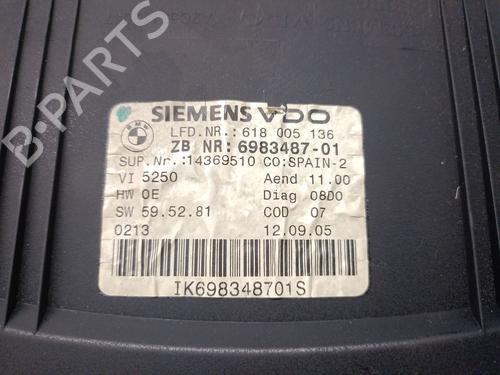 B-PARTS
SIEMENS VDO
BMW
LFD.NR.:618 005 136
ZB NR: 6983487-01
SUP.Nr.:14369510 CO:SPAIN-2
VI 5250 Aend 11.00
HW 0E Diag 08D0
SW 59.52.81 COD 07
0213 12.09.05
IK698348701S